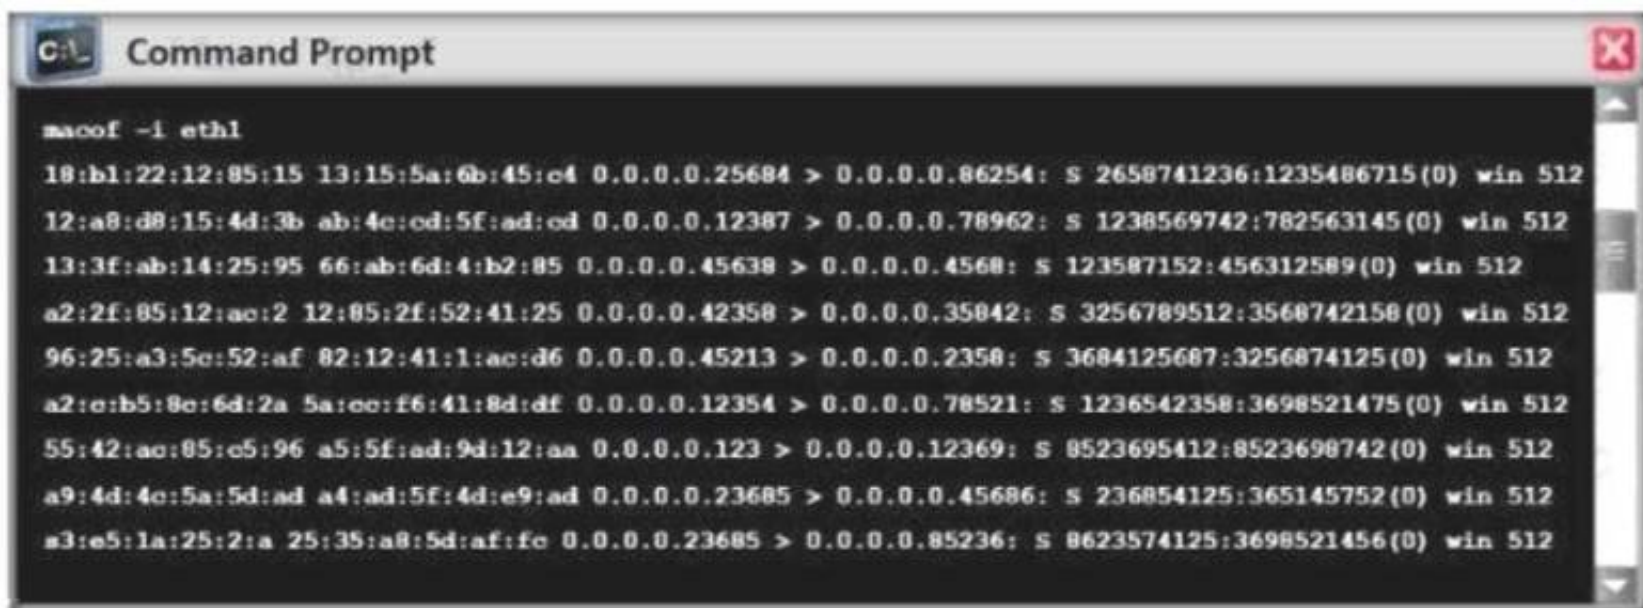 C:\_ Command Prompt
macof -i eth1
18:b1:22:12:85:15 13:15:5a:6b:45:c4 0.0.0.0.25684 > 0.0.0.0.86254: S 2658741236:1235486715(0) win 512
12:a8:d8:15:4d:3b ab:4c:cd:5f:ad:cd 0.0.0.0.12387 > 0.0.0.0.78962: S 1238569742:782563145(0) win 512
13:3f:ab:14:25:95 66:ab:6d:4:b2:85 0.0.0.0.45638 > 0.0.0.0.4568: S 123587152:456312589(0) win 512
a2:2f:85:12:ac:2 12:85:2f:52:41:25 0.0.0.0.42358 > 0.0.0.0.35842: S 3256789512:3568742158(0) win 512
96:25:a3:5c:52:af 82:12:41:1:ac:d6 0.0.0.0.45213 > 0.0.0.0.2358: S 3684125687:3256874125(0) win 512
a2:c:b5:8c:6d:2a 5a:cc:f6:41:8d:df 0.0.0.0.12354 > 0.0.0.0.78521: S 1236542358:3698521475(0) win 512
55:42:ac:85:c5:96 a5:5f:ad:9d:12:aa 0.0.0.0.123 > 0.0.0.0.12369: S 8523695412:8523698742(0) win 512
a9:4d:4c:5a:5d:ad a4:ad:5f:4d:e9:ad 0.0.0.0.23685 > 0.0.0.0.45686: S 236854125:365145752(0) win 512
s3:e5:1a:25:2:a 25:35:a8:5d:af:fc 0.0.0.0.23685 > 0.0.0.0.85236: S 8623574125:3698521456(0) win 512